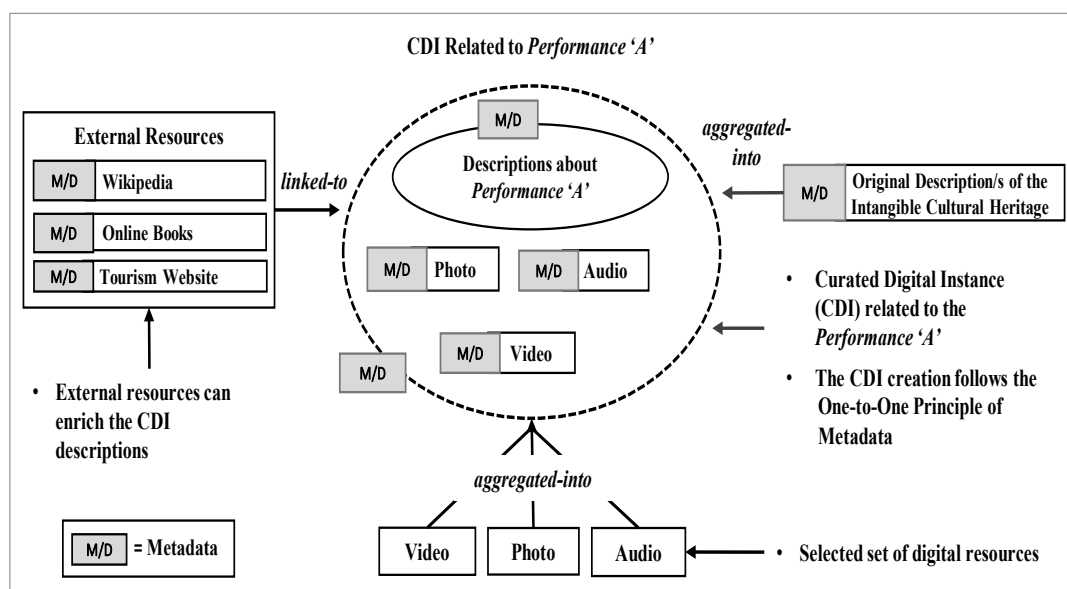 CDI Related to Performance ‘A’
M/D
Descriptions about
Performance ‘A’
External Resources
M/D Wikipedia
M/D Online Books
M/D Tourism Website
linked-to
aggregated-
into
M/D
Original Description/s of the
Intangible Cultural Heritage
M/D Photo
M/D Audio
M/D Video
M/D
• External resources can
enrich the CDI
descriptions
• Curated Digital Instance
(CDI) related to the
Performance ‘A’
• The CDI creation follows the
One-to-One Principle of
Metadata
aggregated-into
M/D = Metadata
Video
Photo
Audio
• Selected set of digital resources